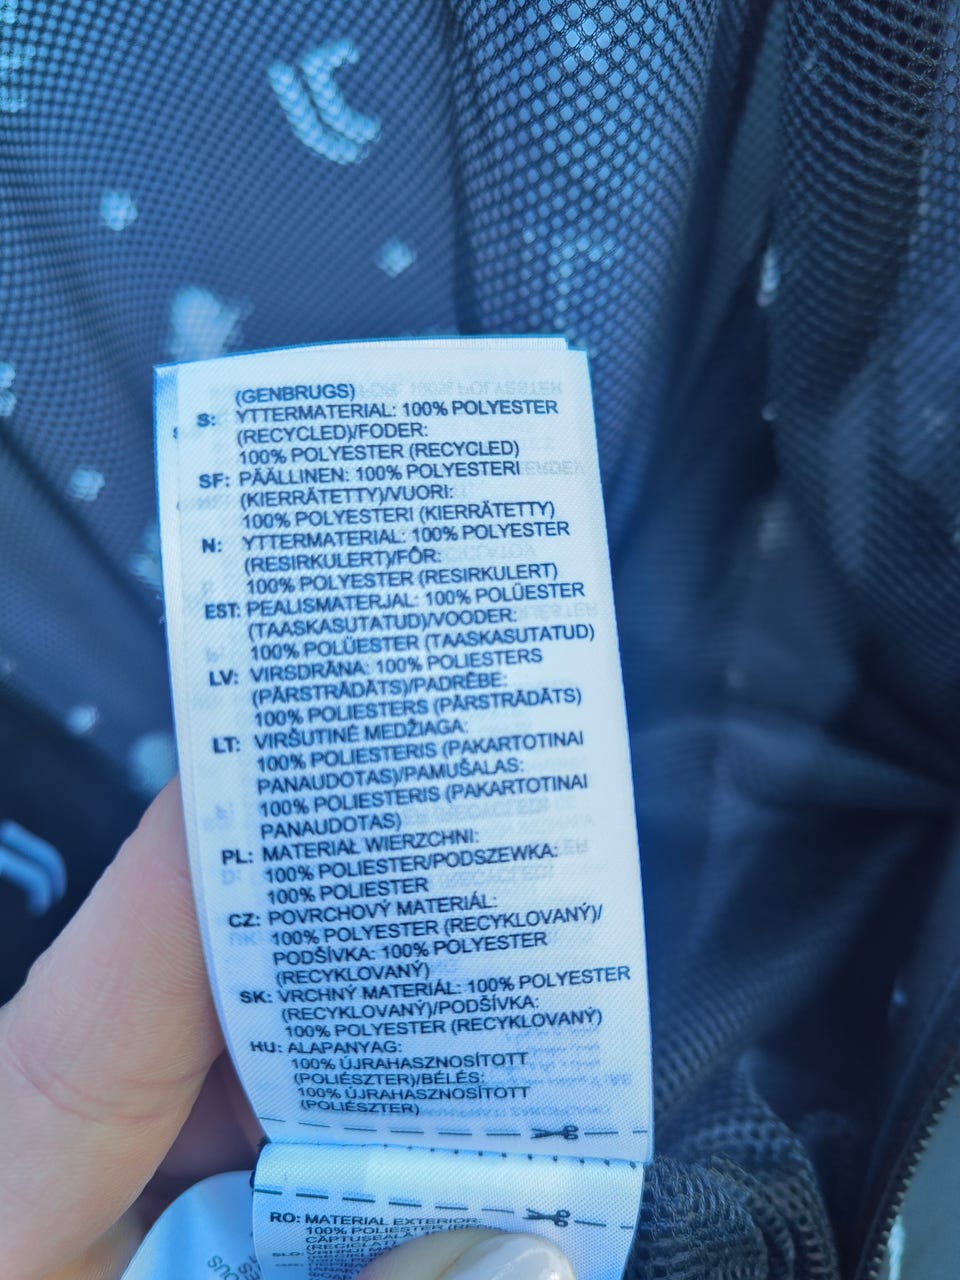 (GENBRUGS)
S: YTTERMATERIAL: 100% POLYESTER
(RECYCLED)/FODER:
100% POLYESTER (RECYCLED)
SF: PÄÄLLINEN: 100% POLYESTERI
(KIERRÄTETTY)/VUORI:
100% POLYESTERI (KIERRÄTETTY)
N: YTTERMATERIAL: 100% POLYESTER
(RESIRKULERT)/FÔR:
100% POLYESTER (RESIRKULERT)
EST: PEALISMATERJAL: 100% POLÜESTER
(TAASKASUTATUD)/VOODER:
100% POLÜESTER (TAASKASUTATUD)
LV: VIRSDRĀNA: 100% POLIESTERS
(PĀRSTRĀDĀTS)/PADRĒBE:
100% POLIESTERS (PĀRSTRĀDĀTS)
LT: VIRŠUTINĖ MEDŽIAGA:
100% POLIESTERIS (PAKARTOTINAI
PANAUDOTAS)/PAMUŠALAS:
100% POLIESTERIS (PAKARTOTINAI
PANAUDOTAS)
PL: MATERIAŁ WIERZCHNI:
100% POLIESTER/PODSZEWKA:
100% POLIESTER
CZ: POVRCHOVÝ MATERIÁL:
100% POLYESTER (RECYKLOVANÝ)/
PODŠÍVKA: 100% POLYESTER
(RECYKLOVANÝ)
SK: VRCHNÝ MATERIÁL: 100% POLYESTER
(RECYKLOVANÝ)/PODŠÍVKA:
100% POLYESTER (RECYKLOVANÝ)
HU: ALAPANYAG:
100% ÚJRAHASZNOSÍTOTT
(POLIÉSZTER)/BÉLÉS:
100% ÚJRAHASZNOSÍTOTT
(POLIÉSZTER)
RO: MATERIAL EXTERIOR:
100% POLIESTER